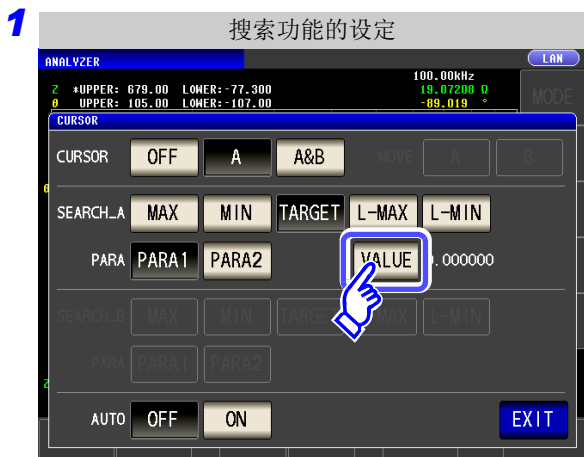 1 搜索功能的设定
ANALYZER LAN
100.00kHz
Z *UPPER: 679.00 LOWER:-77.300 19.07208 Ω
θ UPPER: 105.00 LOWER:-107.00 -89.019 °
MODE
CURSOR
CURSOR OFF A A&B MOVE A B
θ
SEARCH_A MAX MIN TARGET L-MAX L-MIN
PARA PARA1 PARA2 VALUE .000000
SEARCH_B MAX MIN TARGET L-MAX L-MIN
PARA PARA1 PARA2
Z
AUTO OFF ON EXIT